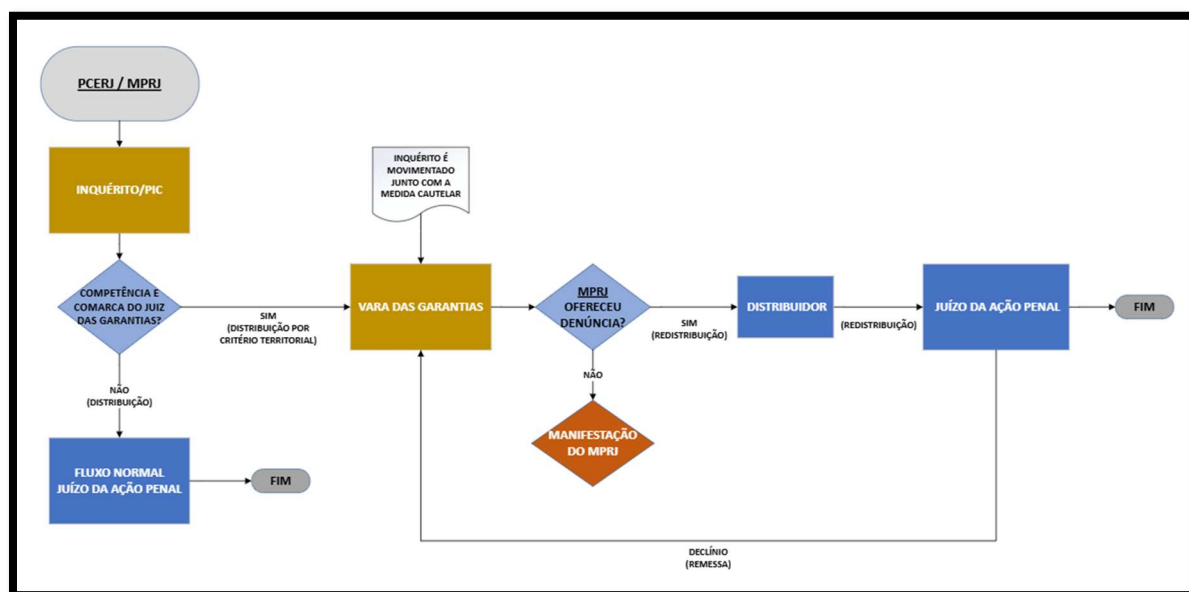 PCERJ / MPRJ
INQUÉRITO/PIC
COMPETÊNCIA E
COMARCA DO JUIZ
DAS GARANTIAS?
SIM
(DISTRIBUIÇÃO POR
CRITÉRIO TERRITORIAL)
NÃO
(DISTRIBUIÇÃO)
FLUXO NORMAL
JUÍZO DA AÇÃO PENAL
FIM
INQUÉRITO É
MOVIMENTADO
JUNTO COM A
MEDIDA CAUTELAR
VARA DAS GARANTIAS
MPRJ
OFERECEU
DENÚNCIA?
SIM
(REDISTRIBUIÇÃO)
NÃO
MANIFESTAÇÃO
DO MPRJ
DISTRIBUIDOR
(REDISTRIBUIÇÃO)
JUÍZO DA AÇÃO PENAL
FIM
DECLÍNIO
(REMESSA)